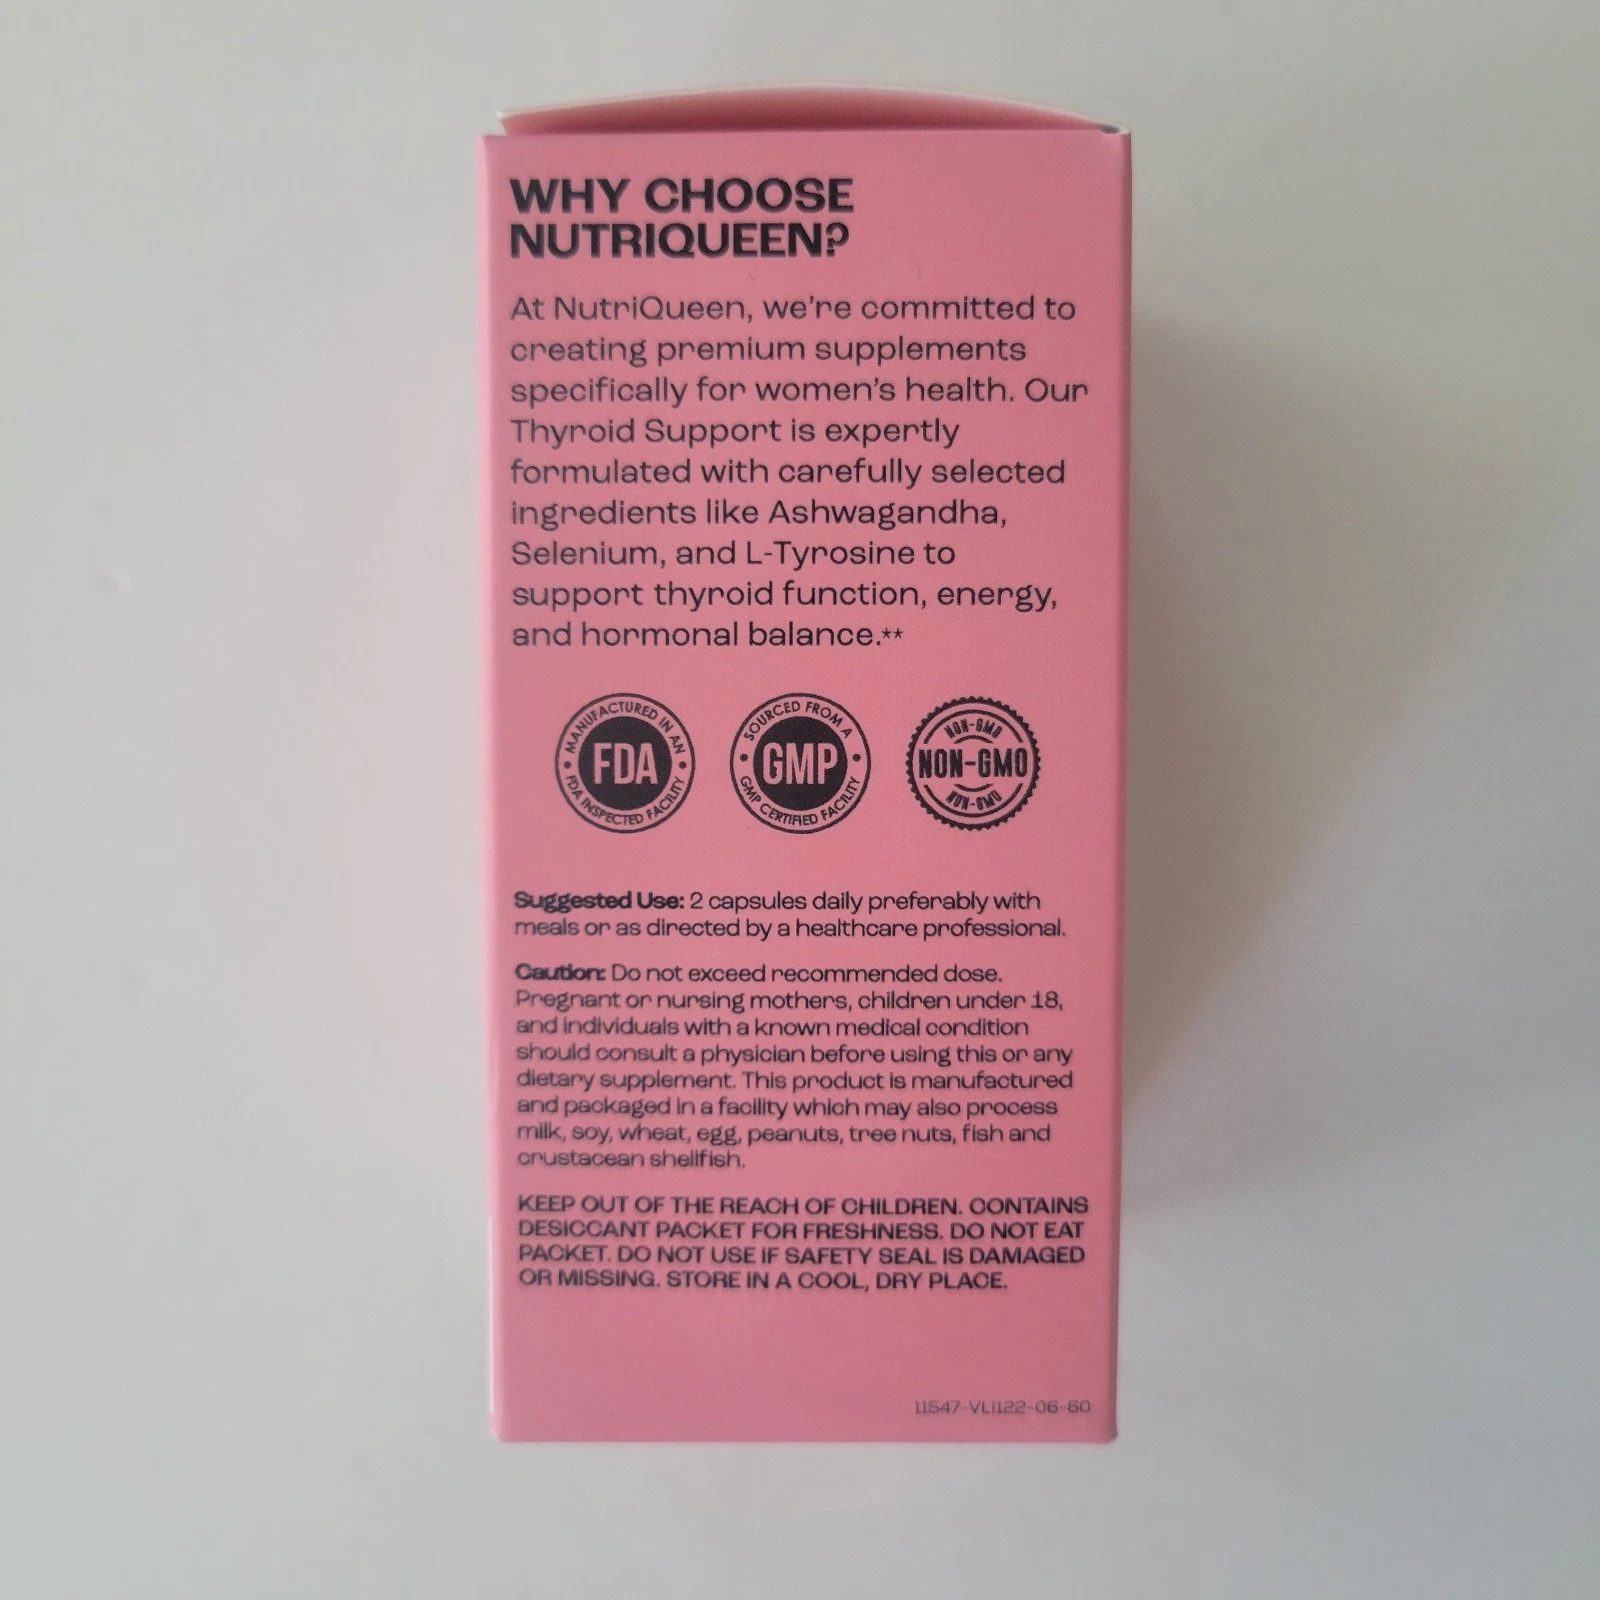 WHY CHOOSE
NUTRIQUEEN?
At NutriQueen, we're committed to
creating premium supplements
specifically for women's health. Our
Thyroid Support is expertly
formulated with carefully selected
ingredients like Ashwagandha,
Selenium, and L-Tyrosine to
support thyroid function, energy,
and hormonal balance.**
MANUFACTURED IN AN
FDA
FDA INSPECTED FACILITY
SOURCED FROM A
GMP
GMP CERTIFIED FACILITY
NON-GMO
NON-GMO
NON-GMO
Suggested Use: 2 capsules daily preferably with
meals or as directed by a healthcare professional.
Caution: Do not exceed recommended dose.
Pregnant or nursing mothers, children under 18,
and individuals with a known medical condition
should consult a physician before using this or any
dietary supplement. This product is manufactured
and packaged in a facility which may also process
milk, soy, wheat, egg, peanuts, tree nuts, fish and
crustacean shellfish.
KEEP OUT OF THE REACH OF CHILDREN. CONTAINS
DESICCANT PACKET FOR FRESHNESS. DO NOT EAT
PACKET. DO NOT USE IF SAFETY SEAL IS DAMAGED
OR MISSING. STORE IN A COOL, DRY PLACE.
11547-VLI122-06-60